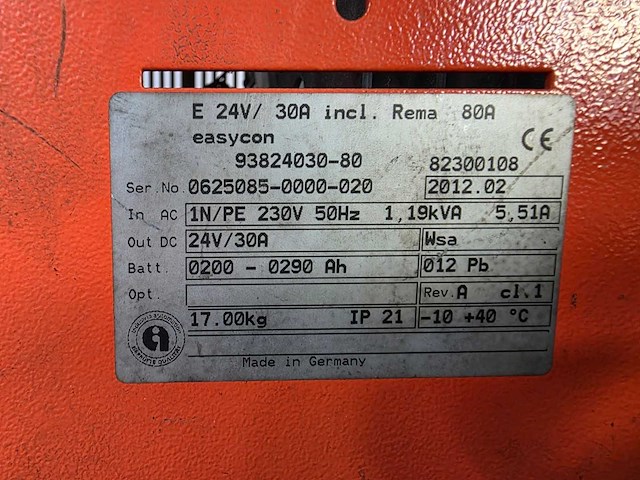 E 24V/ 30A incl. Rema 80A
easycon
93824030-80 82300108
Ser.No. 0625085-0000-020 2012.02
In AC 1N/PE 230V 50Hz 1,19kVA 5,51A
Out DC 24V/30A Wsa
Batt. 0200 - 0290 Ah 012 Pb
Opt. Rev. A cl.1
17.00kg IP 21 -10 +40 °C
Made in Germany